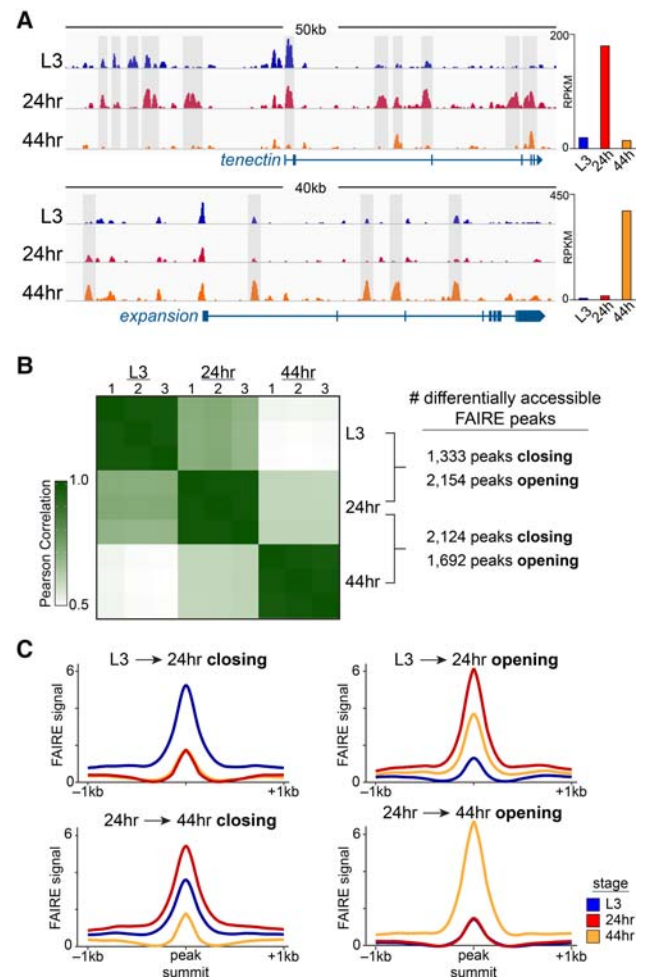 A
50kb
L3
24hr
44hr
tenectin
200
RPKM
0
L3
24h
44h
40kb
L3
24hr
44hr
expansion
450
RPKM
0
L3
24h
44h
B
L3 24hr 44hr
1 2 3 1 2 3 1 2 3
1.0
Pearson Correlation
0.5
L3
24hr
44hr
# differentially accessible
FAIRE peaks
1,333 peaks closing
2,154 peaks opening
2,124 peaks closing
1,692 peaks opening
C
L3 → 24hr closing
6
FAIRE signal
0
−1kb
+1kb
L3 → 24hr opening
6
FAIRE signal
0
−1kb
+1kb
24hr → 44hr closing
6
FAIRE signal
0
−1kb
peak
summit
+1kb
24hr → 44hr opening
6
FAIRE signal
0
−1kb
peak
summit
+1kb
stage
L3
24hr
44hr